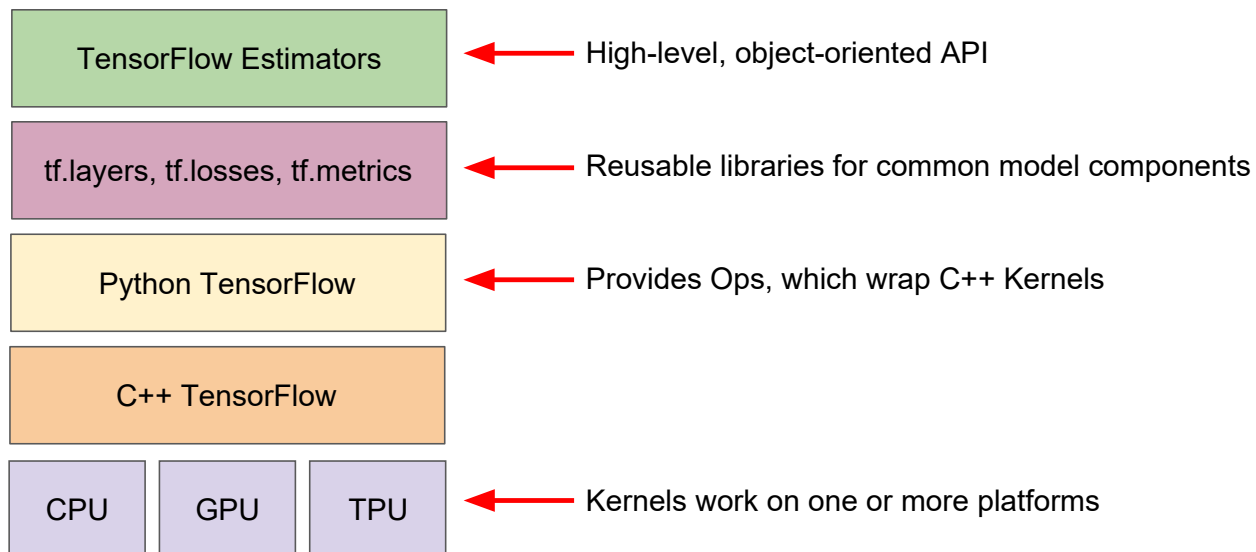 TensorFlow Estimators
High-level, object-oriented API
tf.layers, tf.losses, tf.metrics
Reusable libraries for common model components
Python TensorFlow
Provides Ops, which wrap C++ Kernels
C++ TensorFlow
CPU
GPU
TPU
Kernels work on one or more platforms